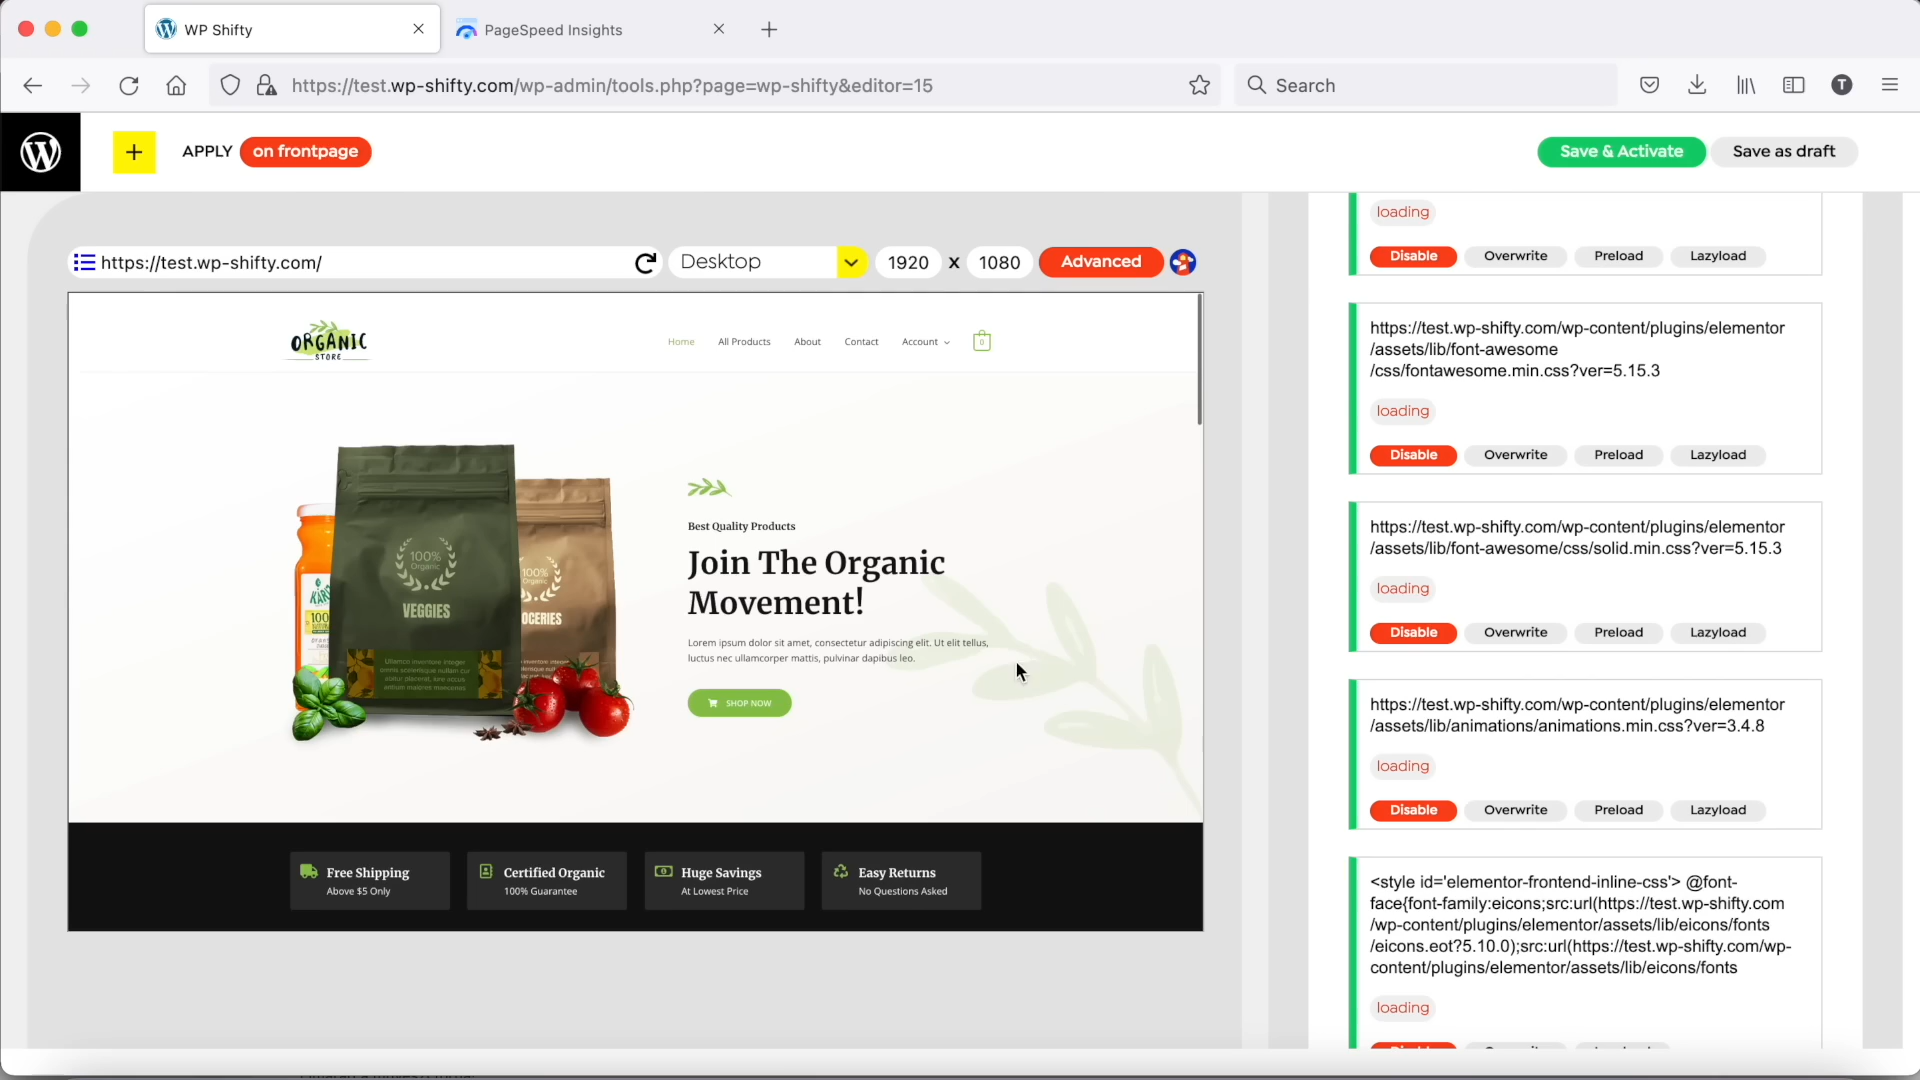 WP Shifty
PageSpeed Insights
https://test.wp-shifty.com/wp-admin/tools.php?page=wp-shifty&editor=15
Search
T
+
APPLY
on frontpage
Save & Activate
Save as draft
https://test.wp-shifty.com/
Desktop
1920 x 1080
Advanced
ORGANIC
STORE
Home
All Products
About
Contact
Account
0
Best Quality Products
Join The Organic
Movement!
Lorem ipsum dolor sit amet, consectetur adipiscing elit. Ut elit tellus,
luctus nec ullamcorper mattis, pulvinar dapibus leo.
SHOP NOW
100%
Organic
VEGGIES
100%
Organic
Free Shipping
Above $5 Only
Certified Organic
100% Guarantee
Huge Savings
At Lowest Price
Easy Returns
No Questions Asked
loading
Disable Overwrite Preload Lazyload
https://test.wp-shifty.com/wp-content/plugins/elementor
/assets/lib/font-awesome
/css/fontawesome.min.css?ver=5.15.3
loading
Disable Overwrite Preload Lazyload
https://test.wp-shifty.com/wp-content/plugins/elementor
/assets/lib/font-awesome/css/solid.min.css?ver=5.15.3
loading
Disable Overwrite Preload Lazyload
https://test.wp-shifty.com/wp-content/plugins/elementor
/assets/lib/animations/animations.min.css?ver=3.4.8
loading
Disable Overwrite Preload Lazyload
<style id='elementor-frontend-inline-css'> @font-
face{font-family:eicons;src:url(https://test.wp-shifty.com
/wp-content/plugins/elementor/assets/lib/eicons/fonts
/eicons.eot?5.10.0);src:url(https://test.wp-shifty.com/wp-
content/plugins/elementor/assets/lib/eicons/fonts
loading